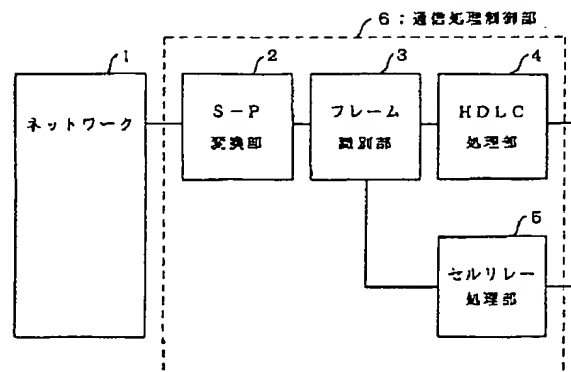 6：通信処理制御部
1
2
3
4
ネットワーク
S－P
変換部
フレーム
識別部
HDLC
処理部
5
セルリレー
処理部